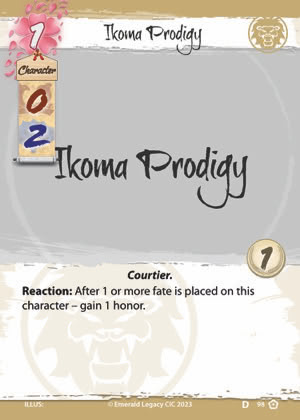 Ikoma Prodigy
1
Character
0
2
Ikoma Prodigy
1
Courtier.
Reaction: After 1 or more fate is placed on this
character – gain 1 honor.
ILLUS: © Emerald Legacy CIC 2023 D 98